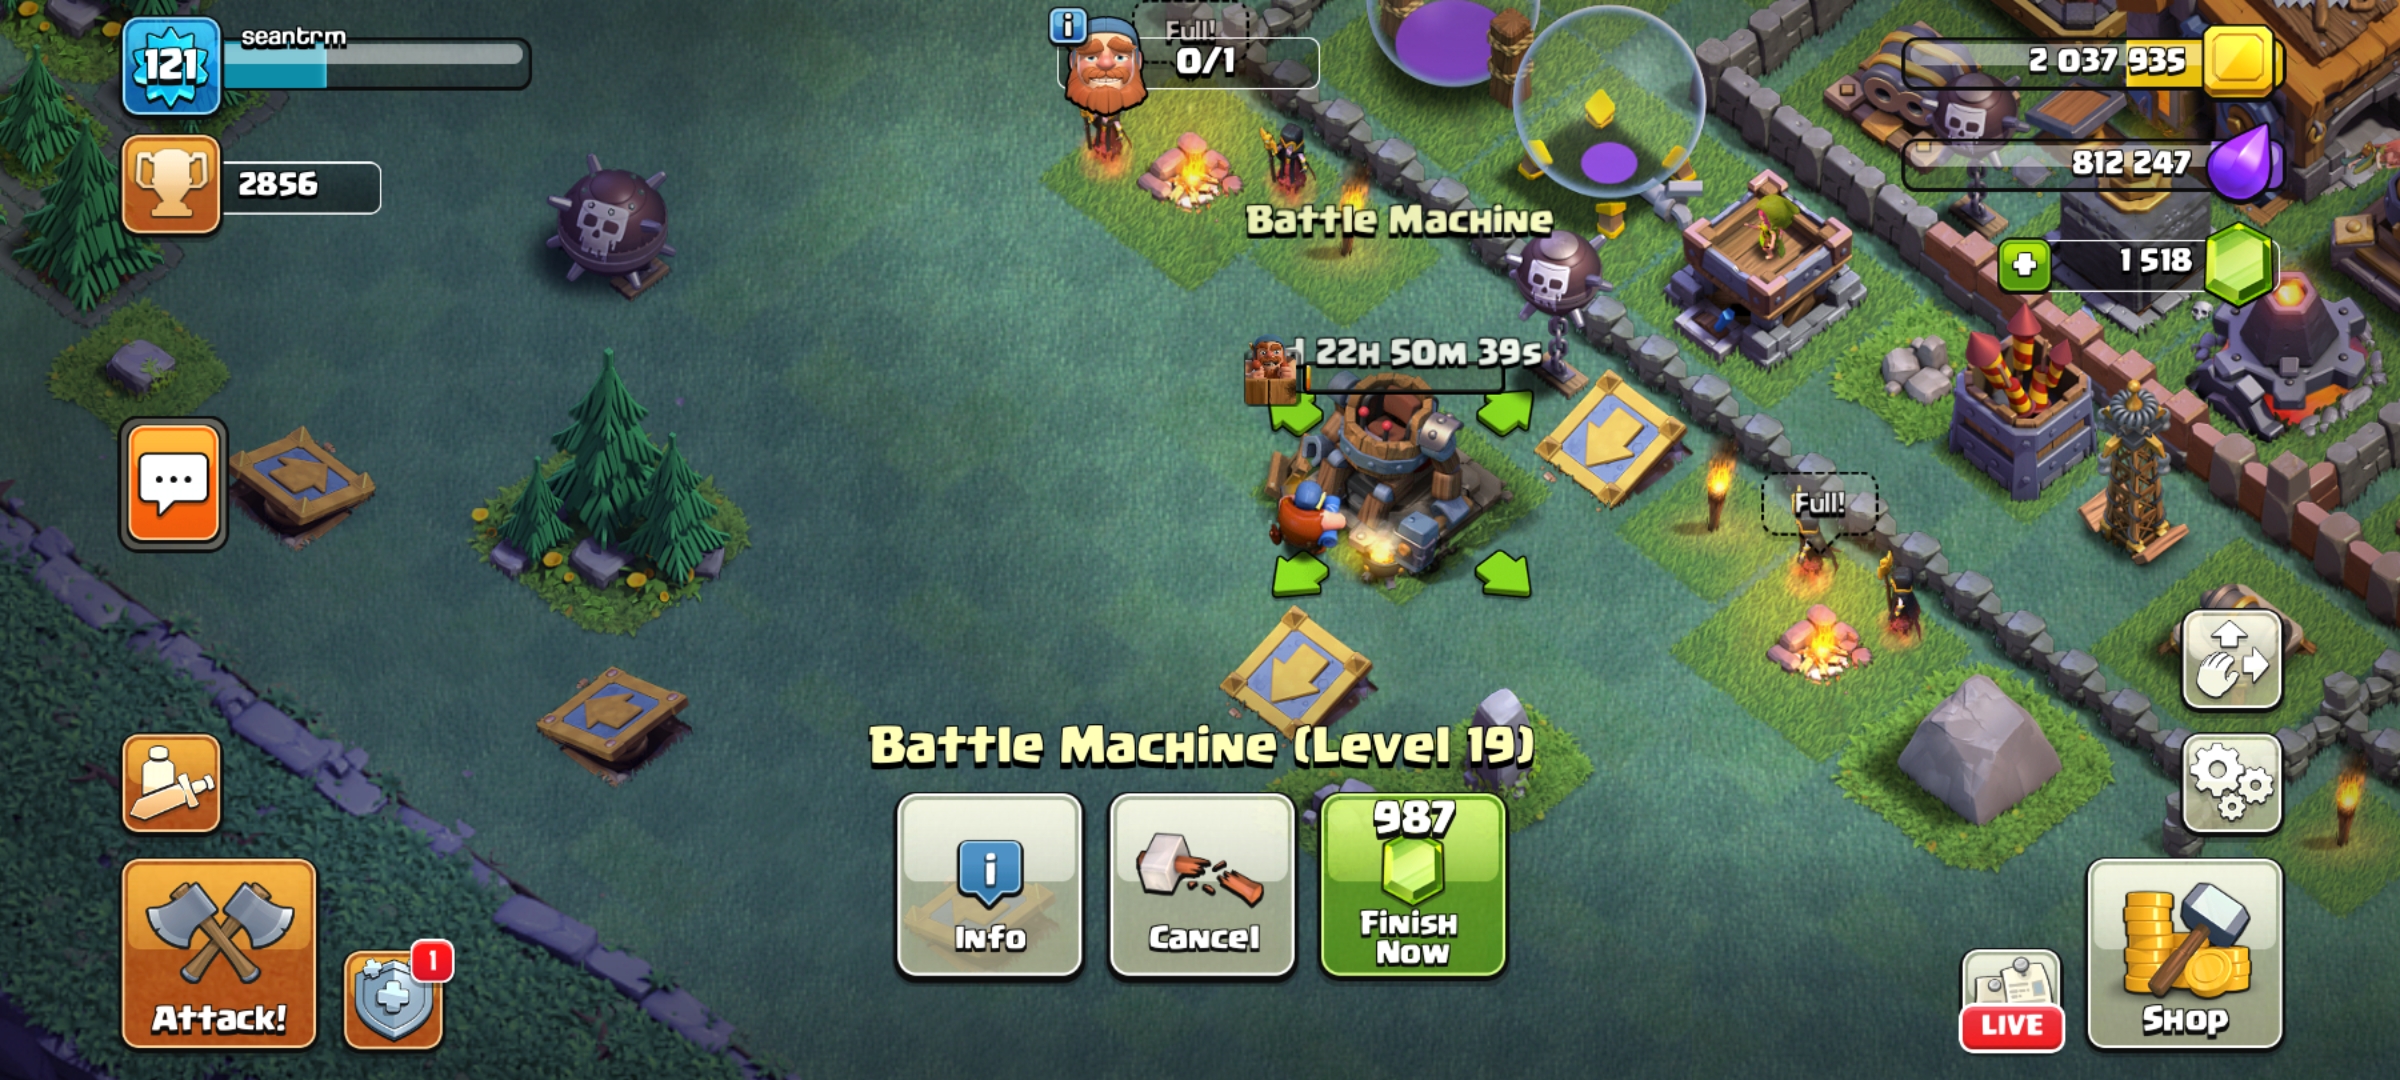 121
seantrm
Full!
0/1
2 037 935
2856
812 247
Battle Machine
1 518
22H 50M 39S
Full!
Battle Machine (Level 19)
Info
Cancel
987
Finish
Now
Attack!
1
LIVE
Shop